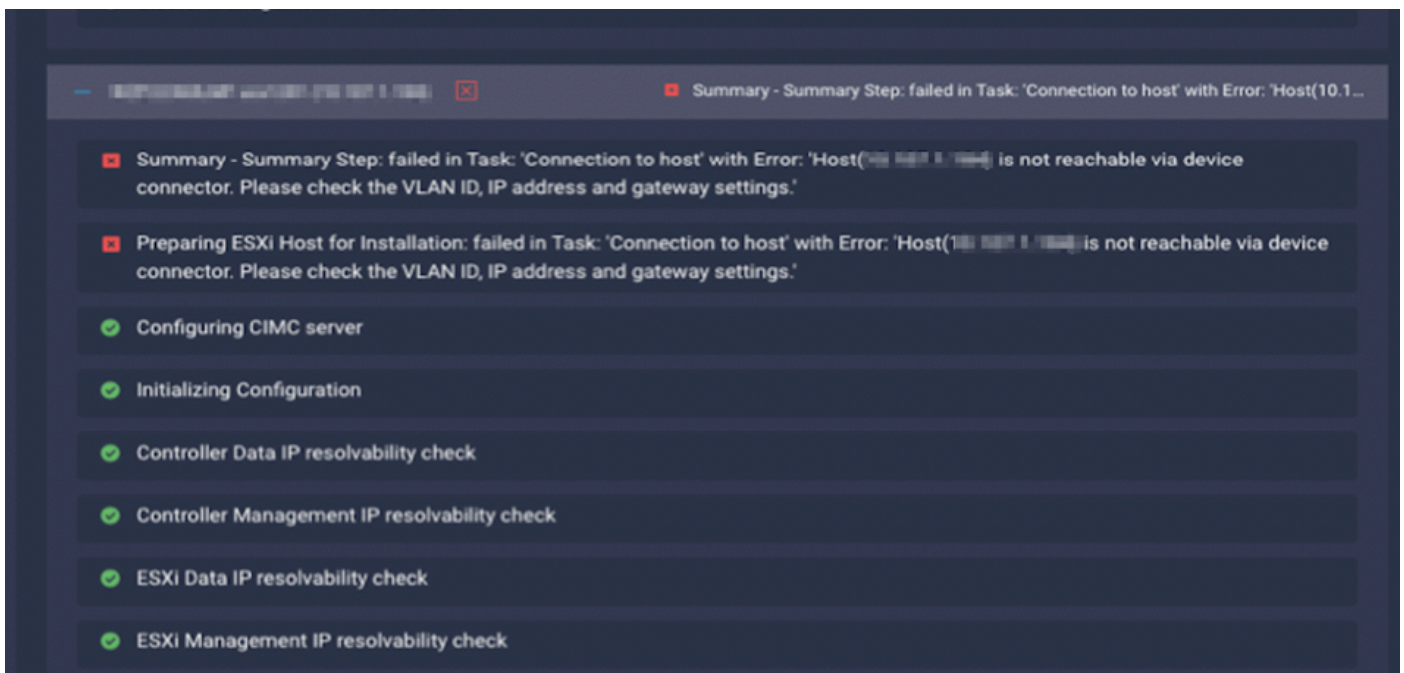 Summary - Summary Step: failed in Task: 'Connection to host' with Error: 'Host(10.1...
Summary - Summary Step: failed in Task: 'Connection to host' with Error: 'Host( is not reachable via device
connector. Please check the VLAN ID, IP address and gateway settings.'
Preparing ESXi Host for Installation: failed in Task: 'Connection to host' with Error: 'Host(1 is not reachable via device
connector. Please check the VLAN ID, IP address and gateway settings.'
Configuring CIMC server
Initializing Configuration
Controller Data IP resolvability check
Controller Management IP resolvability check
ESXi Data IP resolvability check
ESXi Management IP resolvability check